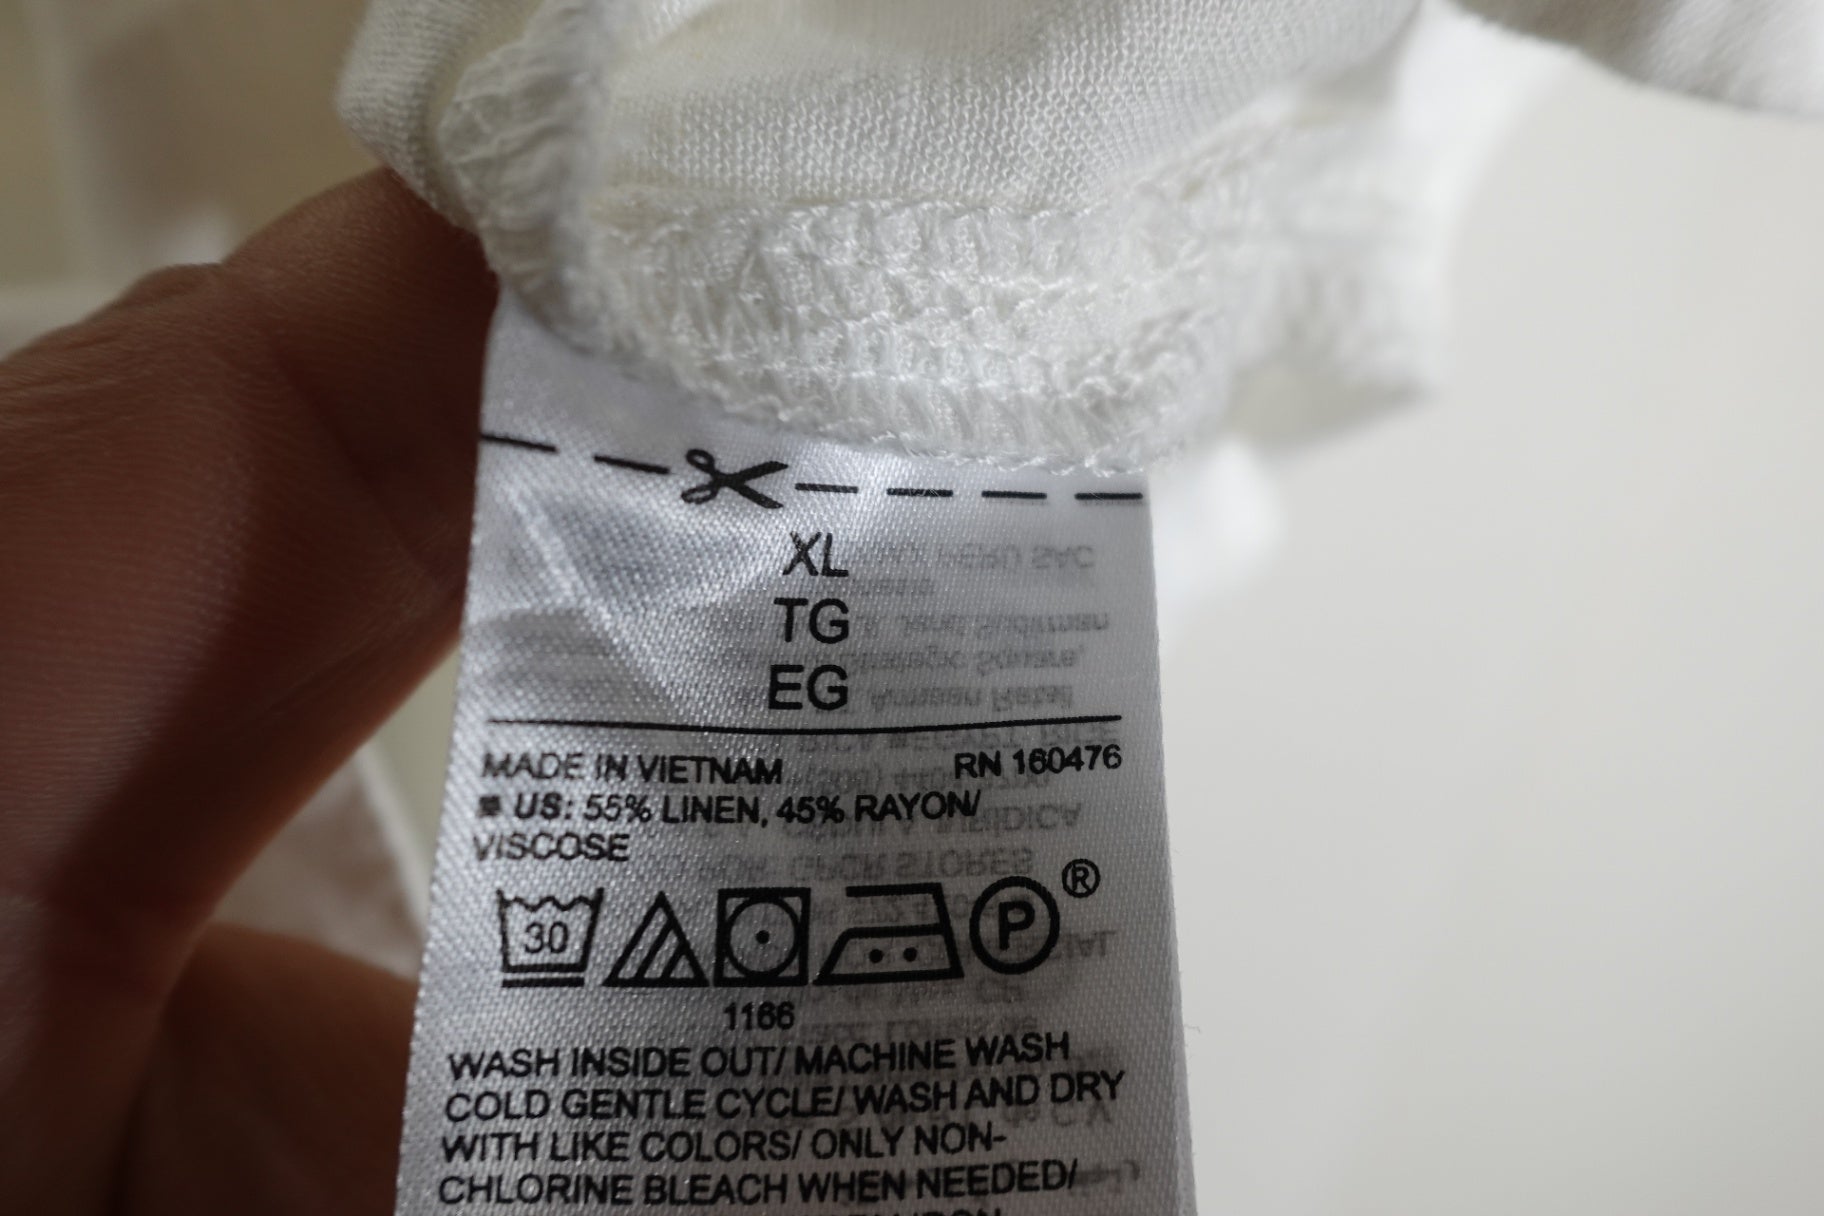 XL
TG
EG
MADE IN VIETNAM RN 160476
US: 55% LINEN, 45% RAYON/
VISCOSE
30 P ®
1166
WASH INSIDE OUT/ MACHINE WASH
COLD GENTLE CYCLE/ WASH AND DRY
WITH LIKE COLORS/ ONLY NON-
CHLORINE BLEACH WHEN NEEDED/